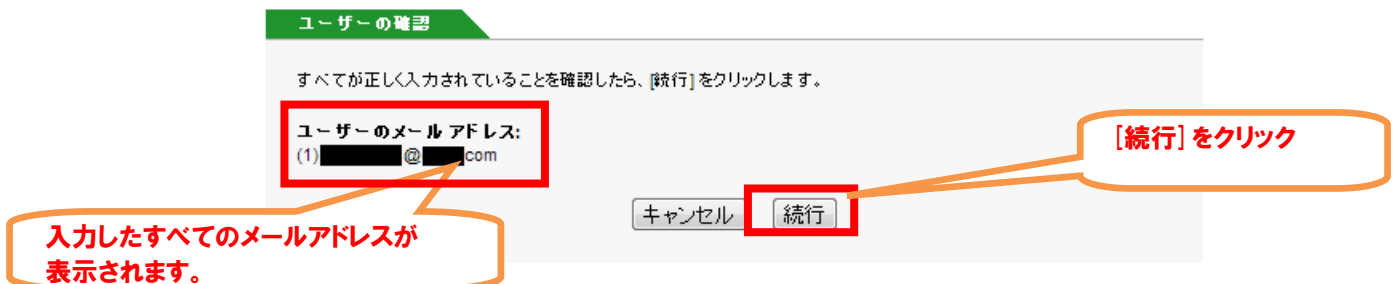 ユーザーの確認
すべてが正しく入力されていることを確認したら、[続行] をクリックします。
ユーザーのメール アドレス:
(1) @ com
[続行] をクリック
キャンセル 続行
入力したすべてのメールアドレスが
表示されます。